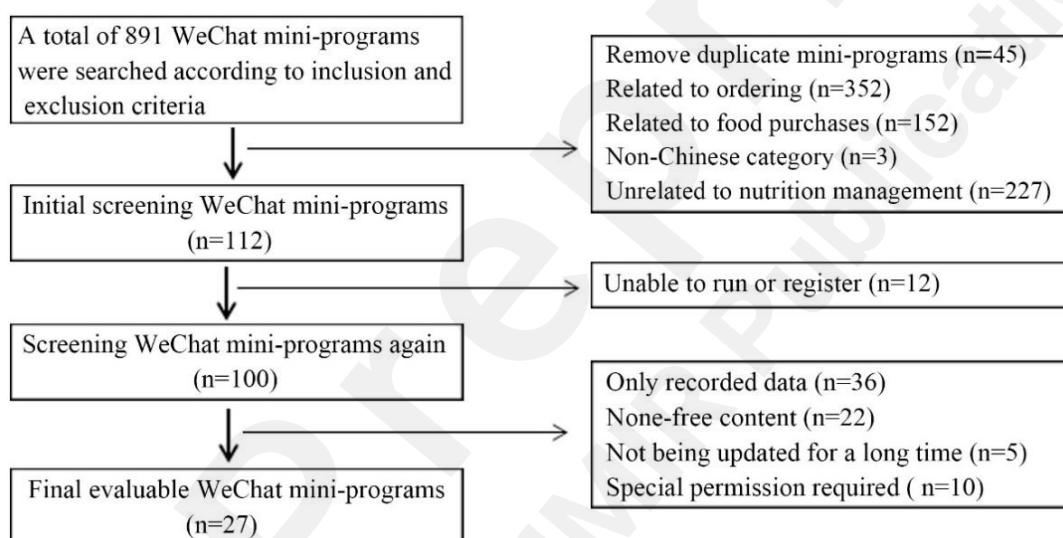 A total of 891 WeChat mini-programs
were searched according to inclusion and
exclusion criteria
Remove duplicate mini-programs (n=45)
Related to ordering (n=352)
Related to food purchases (n=152)
Non-Chinese category (n=3)
Unrelated to nutrition management (n=227)
Initial screening WeChat mini-programs
(n=112)
Unable to run or register (n=12)
Screening WeChat mini-programs again
(n=100)
Only recorded data (n=36)
None-free content (n=22)
Not being updated for a long time (n=5)
Special permission required ( n=10)
Final evaluable WeChat mini-programs
(n=27)